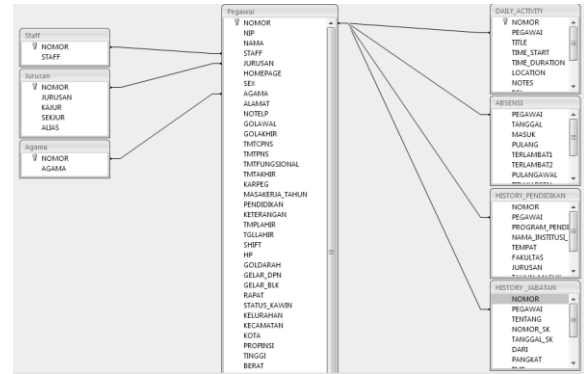 Staff
NOMOR
STAFF
Jurusan
NOMOR
JURUSAN
KAJUR
SEKJUR
ALIAS
Agama
NOMOR
AGAMA
Pegawai
NOMOR
NIP
NAMA
STAFF
JURUSAN
HOMEPAGE
SEX
AGAMA
ALAMAT
NOTELP
GOLAWAL
GOLAKHIR
TMTCPNS
TMTPNS
TMTFUNGSIONAL
TMTAKHIR
KARPEG
MASAKERJA_TAHUN
PENDIDIKAN
KETERANGAN
TMPLAHIR
TGLLAHIR
SHIFT
HP
GOLDARAH
GELAR_DPN
GELAR_BLK
RAPAT
STATUS_KAWIN
KELURAHAN
KECAMATAN
KOTA
PROPINSI
TINGGI
BERAT
DAILY_ACTIVITY
NOMOR
PEGAWAI
TITLE
TIME_START
TIME_DURATION
LOCATION
NOTES
ABSENSI
PEGAWAI
TANGGAL
MASUK
PULANG
TERLAMBAT1
TERLAMBAT2
PULANGAWAL
HISTORY_PENDIDIKAN
NOMOR
PEGAWAI
PROGRAM_PENDI
NAMA_INSTITUSI_
TEMPAT
FAKULTAS
JURUSAN
HISTORY_JABATAN
NOMOR
PEGAWAI
TENTANG
NOMOR_SK
TANGGAL_SK
DARI
PANGKAT